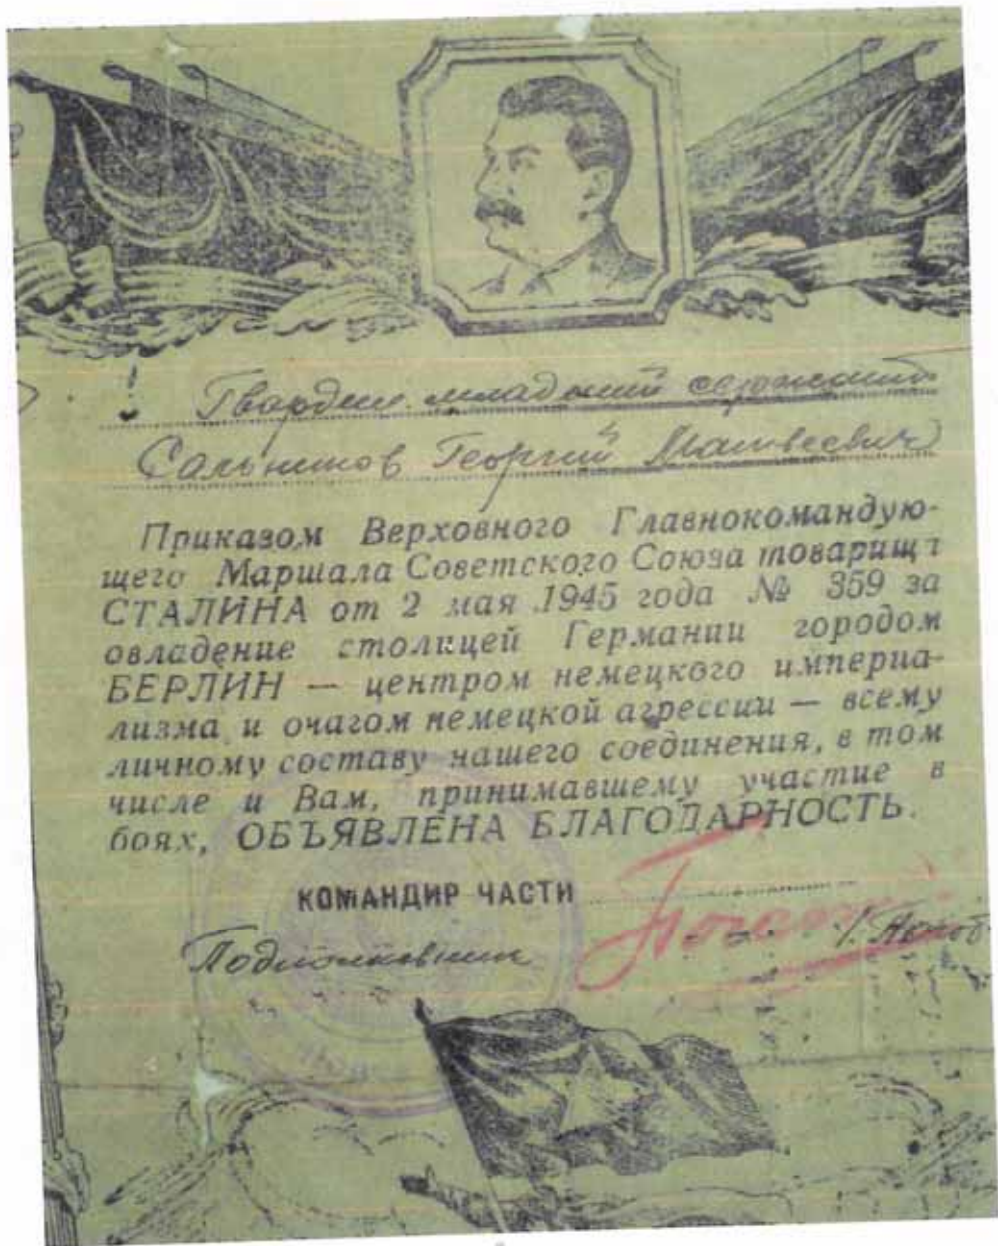 Гвардии младший сержант
Сальников Георгий Матвеевич
Приказом Верховного Главнокомандую-
щего Маршала Советского Союза товарища
СТАЛИНА от 2 мая 1945 года № 359 за
овладение столицей Германии городом
БЕРЛИН — центром немецкого империа-
лизма и очагом немецкой агрессии — всему
личному составу нашего соединения, в том
числе и Вам, принимавшему участие в
боях, ОБЪЯВЛЕНА БЛАГОДАРНОСТЬ.
КОМАНДИР ЧАСТИ
Подполковник